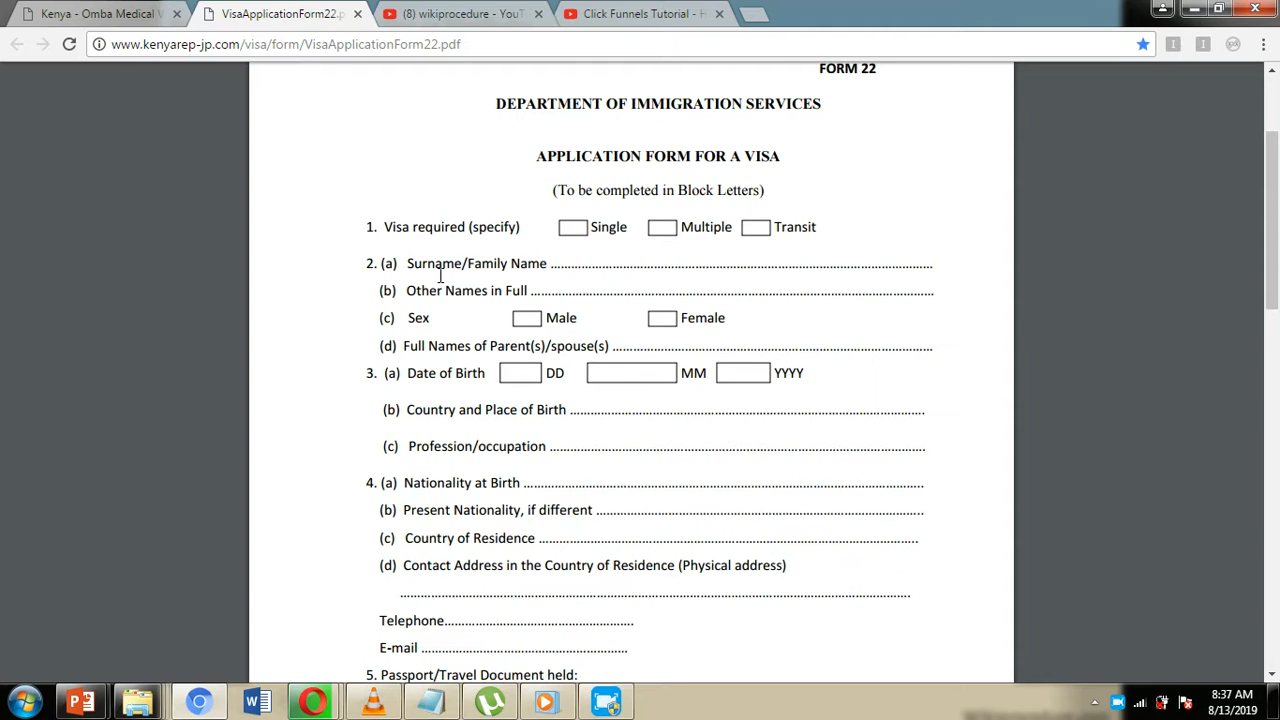 Kenya - Omba Medical V
VisaApplicationForm22.p
(8) wikiprocedure - YouT
Click Funnels Tutorial - H
www.kenyarep-jp.com/visa/form/VisaApplicationForm22.pdf
FORM 22
DEPARTMENT OF IMMIGRATION SERVICES
APPLICATION FORM FOR A VISA
(To be completed in Block Letters)
1. Visa required (specify) Single Multiple Transit
2. (a) Surname/Family Name ........................................................
(b) Other Names in Full ........................................................
(c) Sex Male Female
(d) Full Names of Parent(s)/spouse(s) ........................................................
3. (a) Date of Birth DD MM YYYY
(b) Country and Place of Birth ........................................................
(c) Profession/occupation ........................................................
4. (a) Nationality at Birth ........................................................
(b) Present Nationality, if different ........................................................
(c) Country of Residence ........................................................
(d) Contact Address in the Country of Residence (Physical address)
........................................................
Telephone........................................
E-mail ........................................
5. Passport/Travel Document held:
8:37 AM
8/13/2019